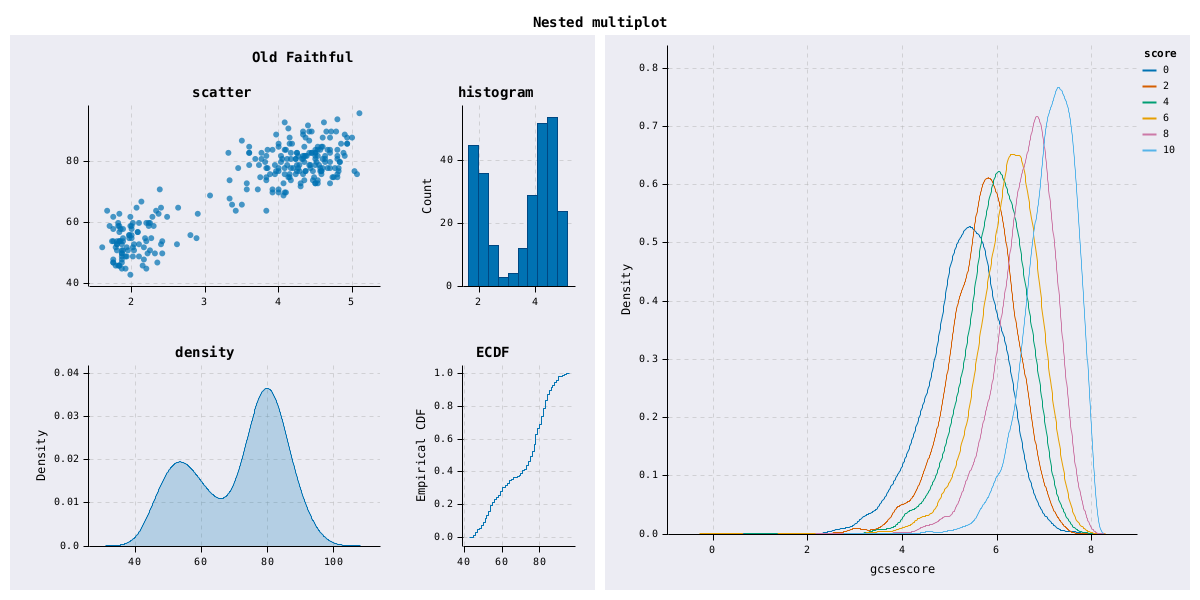 Nested multiplot
Old Faithful
scatter
80
60
40
2 3 4 5
histogram
Count
40
20
0
2 4
density
Density
0.04
0.03
0.02
0.01
0.0
40 60 80 100
ECDF
Empirical CDF
1.0
0.8
0.6
0.4
0.2
0.0
40 60 80
Density
0.8
0.7
0.6
0.5
0.4
0.3
0.2
0.1
0.0
0 2 4 6 8
gcsescore
score
0
2
4
6
8
10